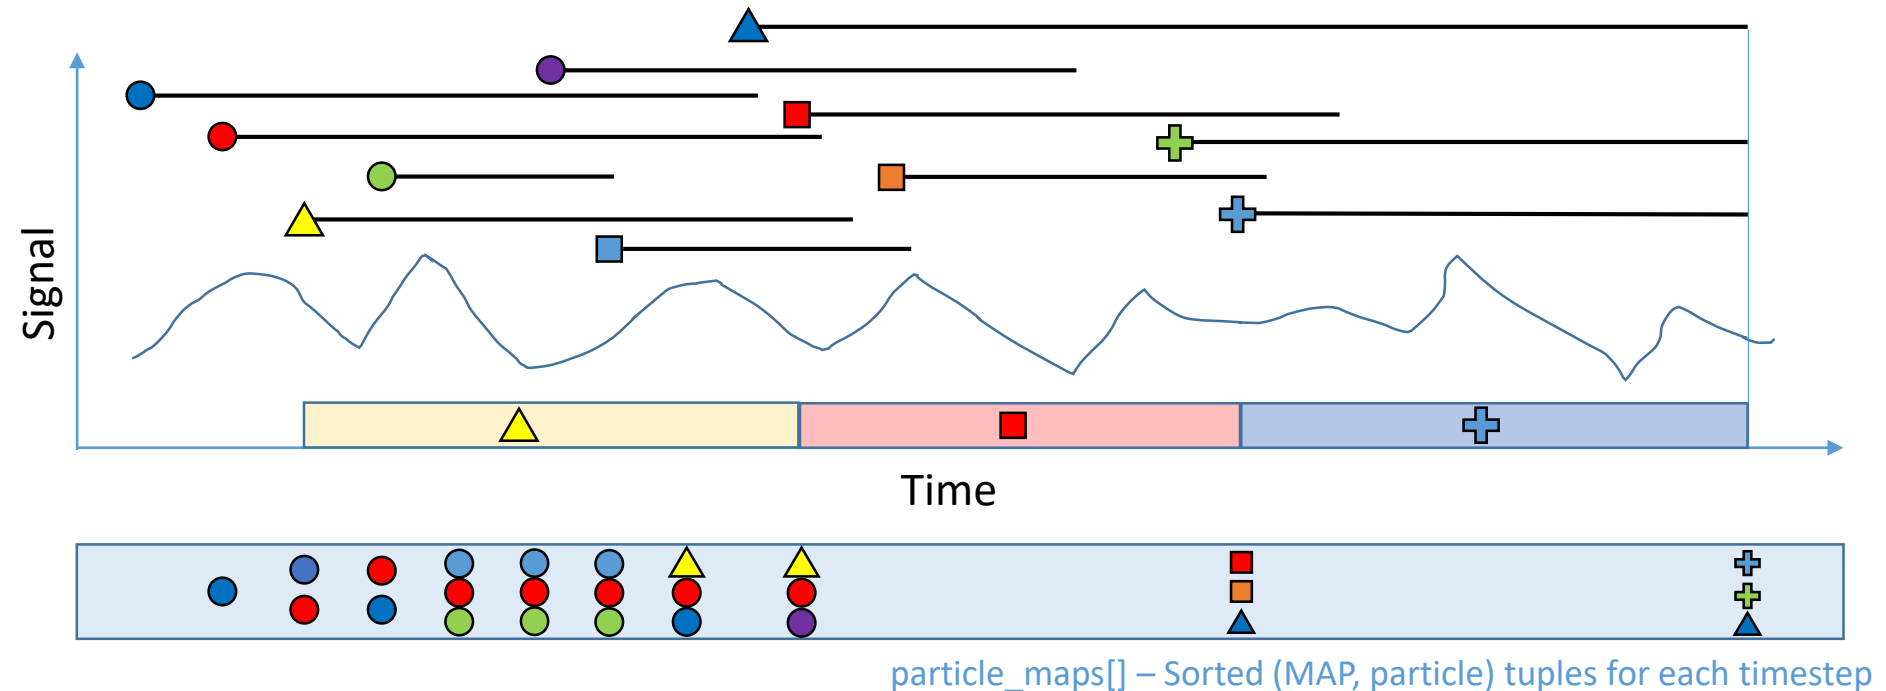 Signal
Time
particle_maps[] – Sorted (MAP, particle) tuples for each timestep